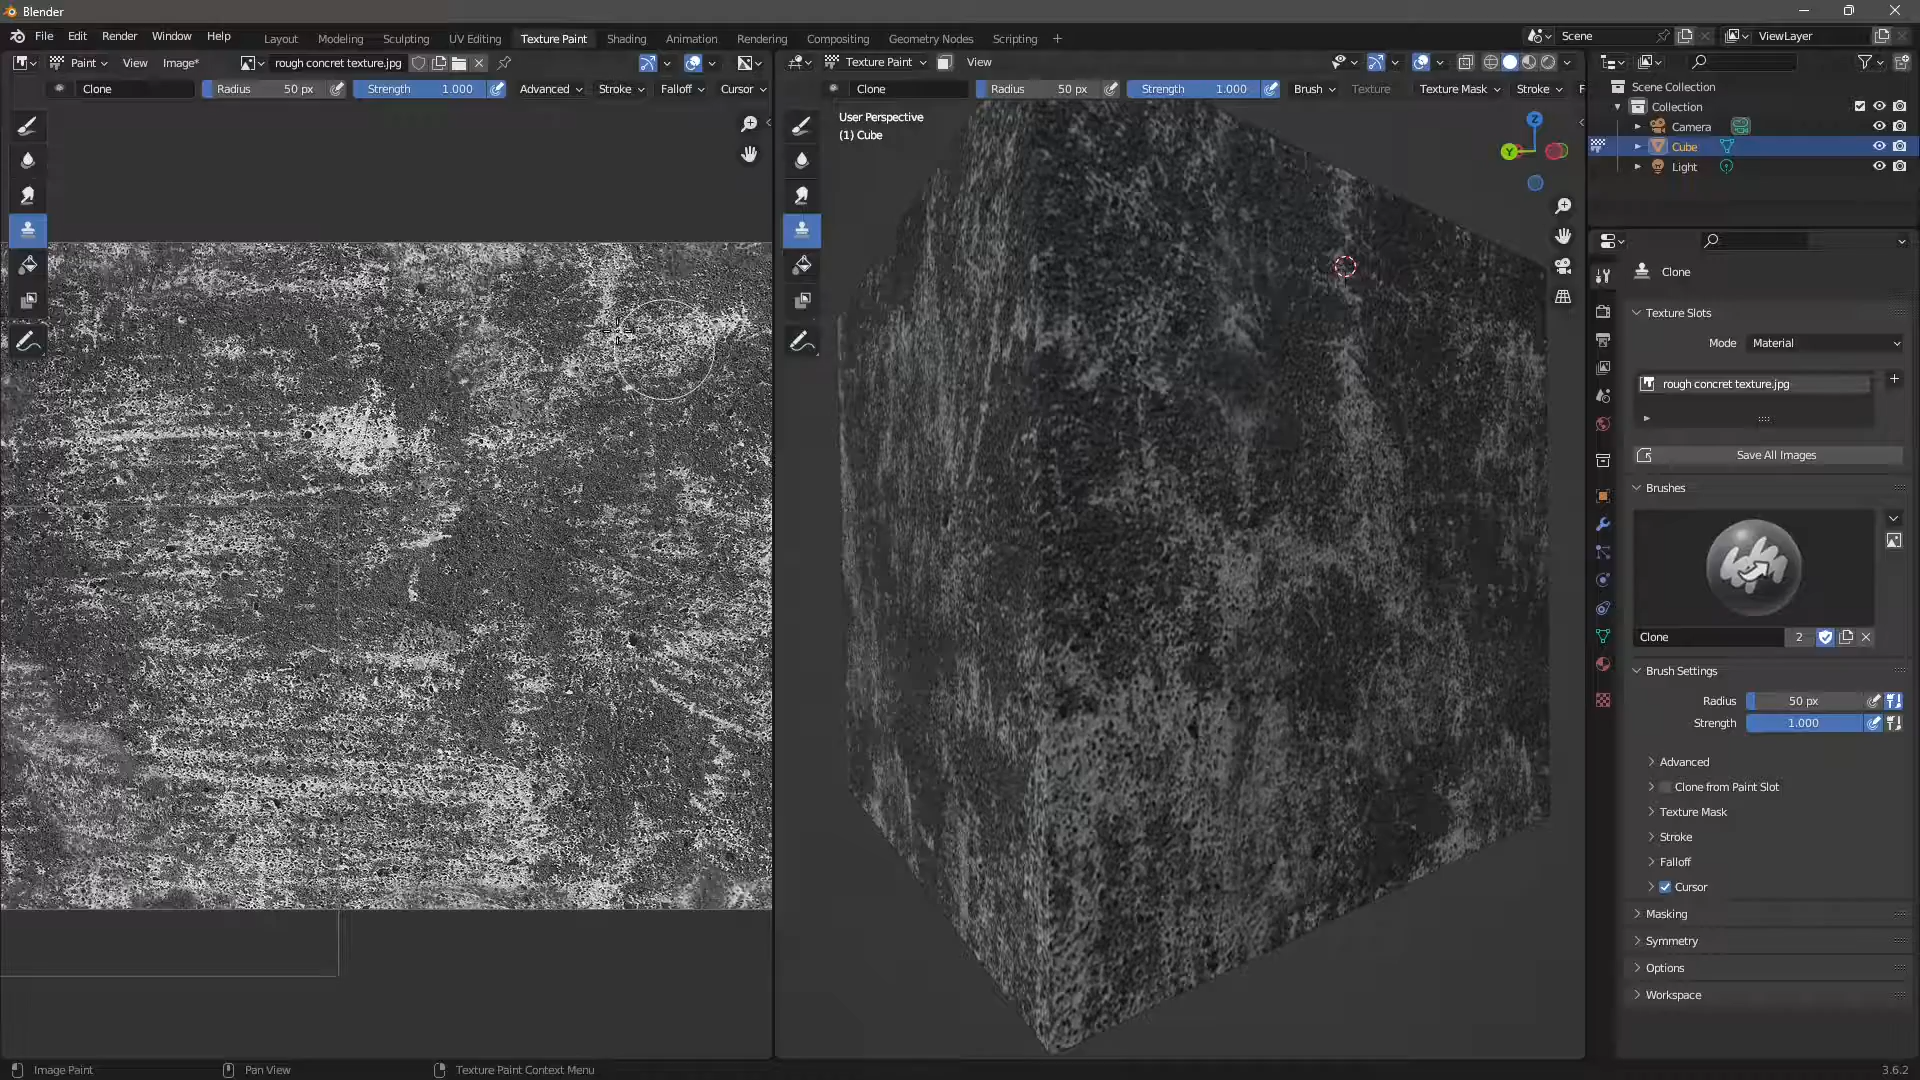 Blender
File Edit Render Window Help
Layout Modeling Sculpting UV Editing Texture Paint Shading Animation Rendering Compositing Geometry Nodes Scripting +
Scene
ViewLayer
Paint View Image* rough concret texture.jpg
Texture Paint View
Clone Radius 50 px Strength 1.000 Advanced Stroke Falloff Cursor
Clone Radius 50 px Strength 1.000 Brush Texture Texture Mask Stroke F
User Perspective
(1) Cube
Z
Y
Scene Collection
Collection
Camera
Cube
Light
Clone
Texture Slots
Mode Material
rough concret texture.jpg
Save All Images
Brushes
Clone 2
Brush Settings
Radius 50 px
Strength 1.000
Advanced
Clone from Paint Slot
Texture Mask
Stroke
Falloff
Cursor
Masking
Symmetry
Options
Workspace
Image Paint Pan View Texture Paint Context Menu 3.6.2